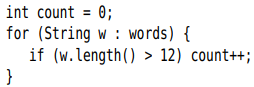 int count = 0;
for (String w : words) {
    if (w.length() > 12) count++;
}